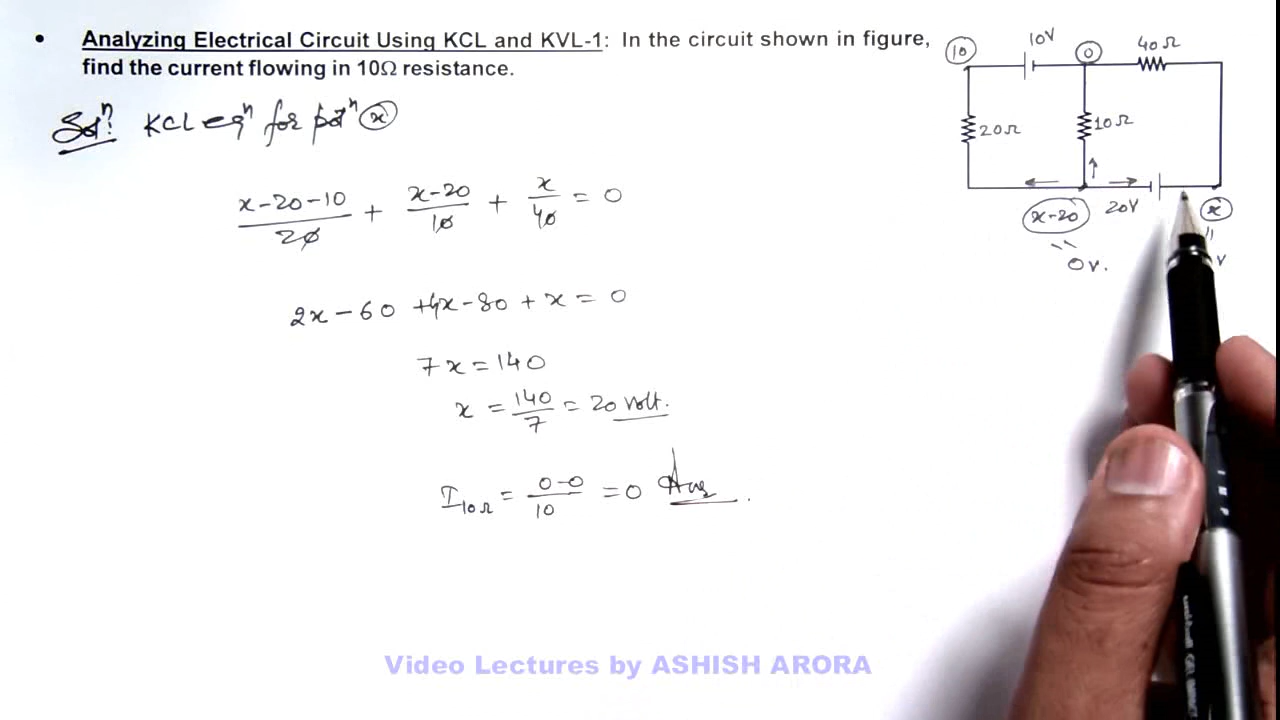 • Analyzing Electrical Circuit Using KCL and KVL-1: In the circuit shown in figure,
find the current flowing in 10Ω resistance.
Solⁿ: KCL eqⁿ for potⁿ x
(x-20-10)/20 + (x-20)/10 + x/40 = 0
2x - 60 + 4x - 80 + x = 0
7x = 140
x = 140/7 = 20 volt.
I10Ω = (0-0)/10 = 0 Ans.
10 10V 0 40Ω
20Ω 10Ω
x-20 20V x
0V. V
Video Lectures by ASHISH ARORA